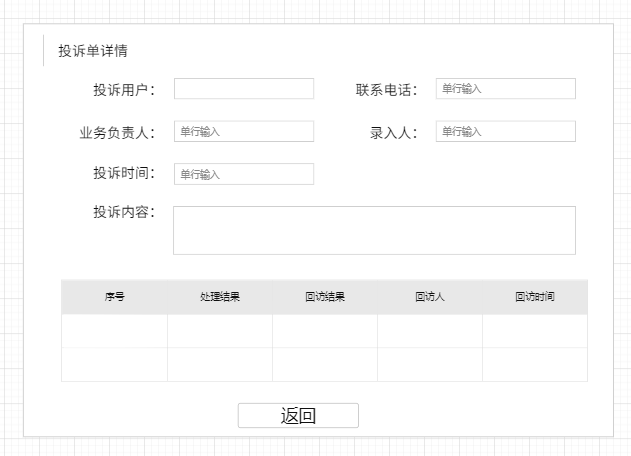 投诉单详情
投诉用户： 联系电话： 单行输入
业务负责人： 单行输入 录入人： 单行输入
投诉时间： 单行输入
投诉内容：
序号 处理结果 回访结果 回访人 回访时间
返回